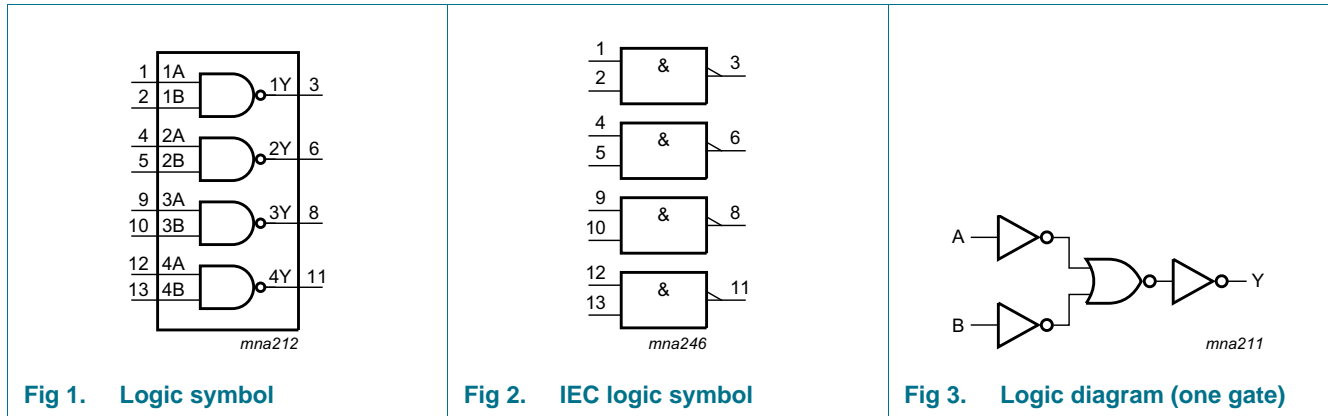 1 1A
2 1B
1Y 3
4 2A
5 2B
2Y 6
9 3A
10 3B
3Y 8
12 4A
13 4B
4Y 11
mna212
Fig 1. Logic symbol
1
2
&
3
4
5
&
6
9
10
&
8
12
13
&
11
mna246
Fig 2. IEC logic symbol
A
B
Y
mna211
Fig 3. Logic diagram (one gate)